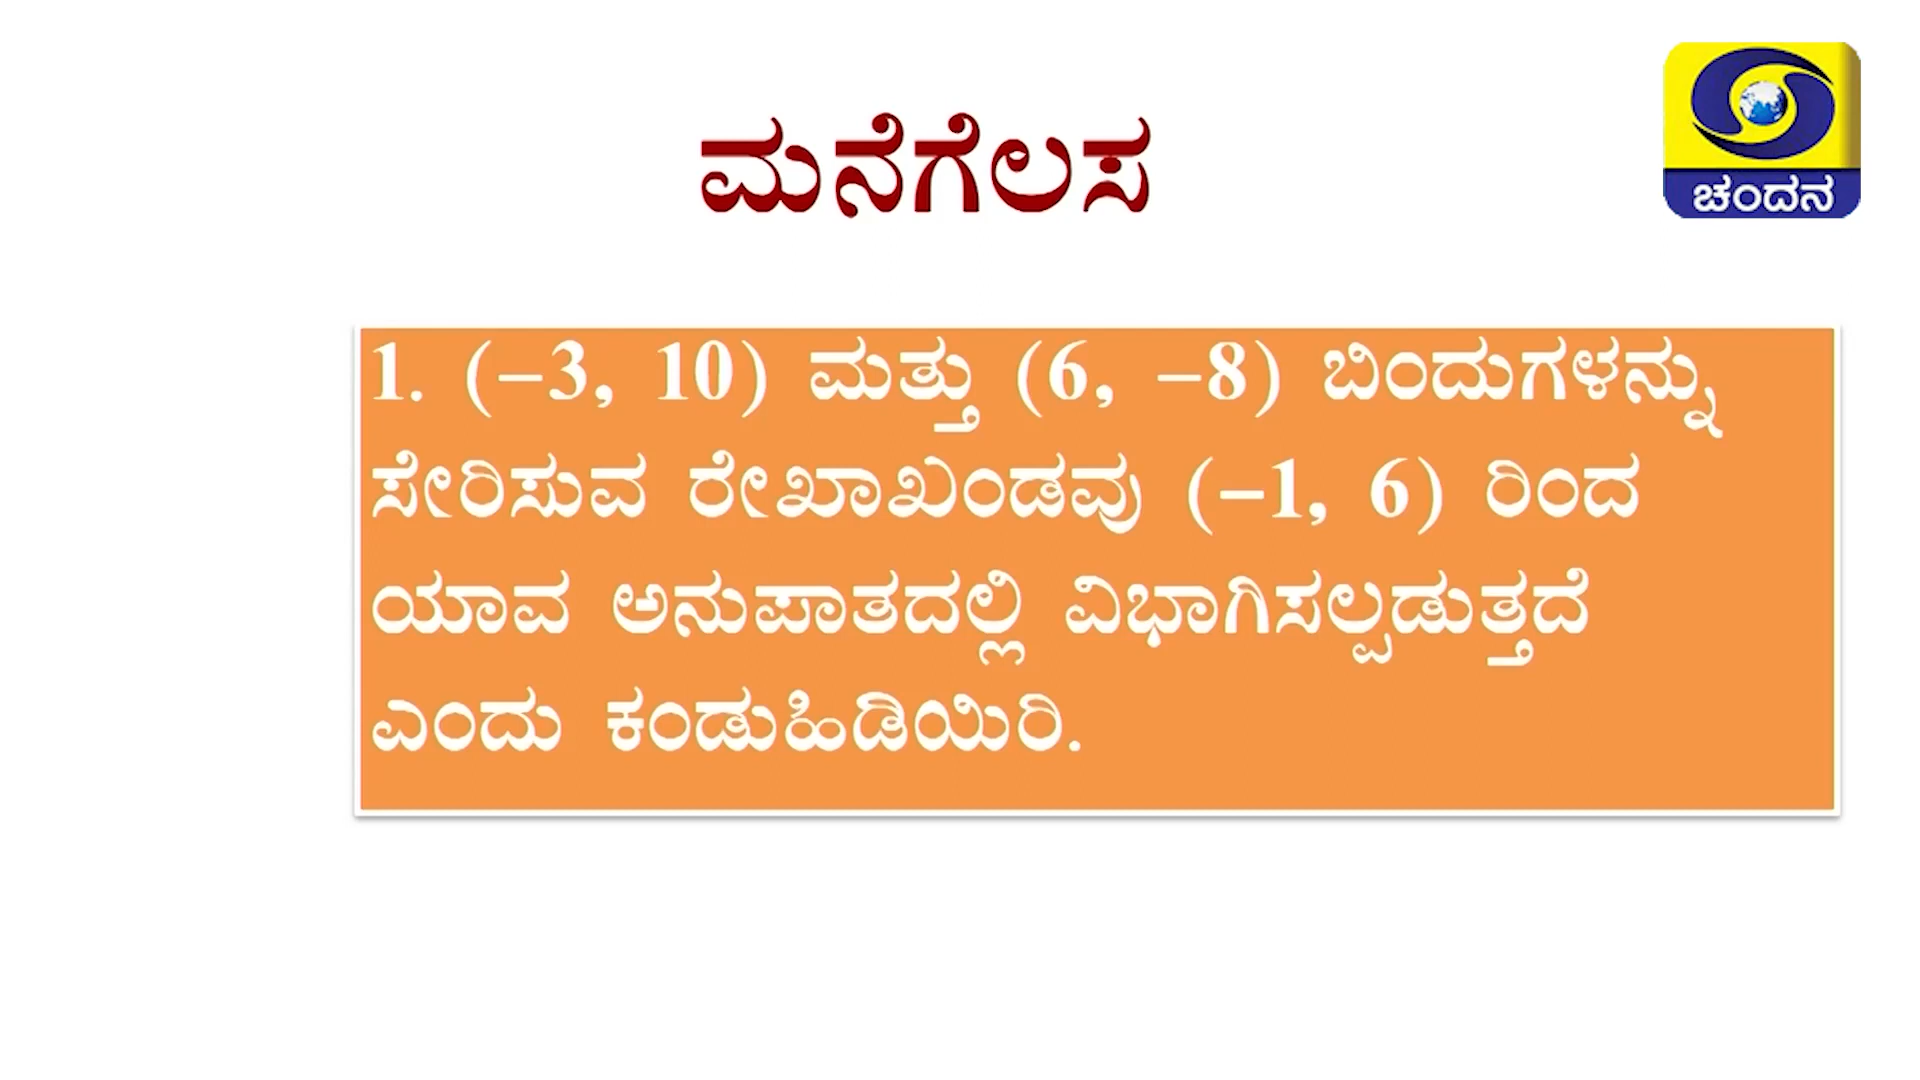 ಮನೆಗೆಲಸ
ಚಂದನ
1. (–3, 10) ಮತ್ತು (6, –8) ಬಿಂದುಗಳನ್ನು
ಸೇರಿಸುವ ರೇಖಾಖಂಡವು (–1, 6) ರಿಂದ
ಯಾವ ಅನುಪಾತದಲ್ಲಿ ವಿಭಾಗಿಸಲ್ಪಡುತ್ತದೆ
ಎಂದು ಕಂಡುಹಿಡಿಯಿರಿ.